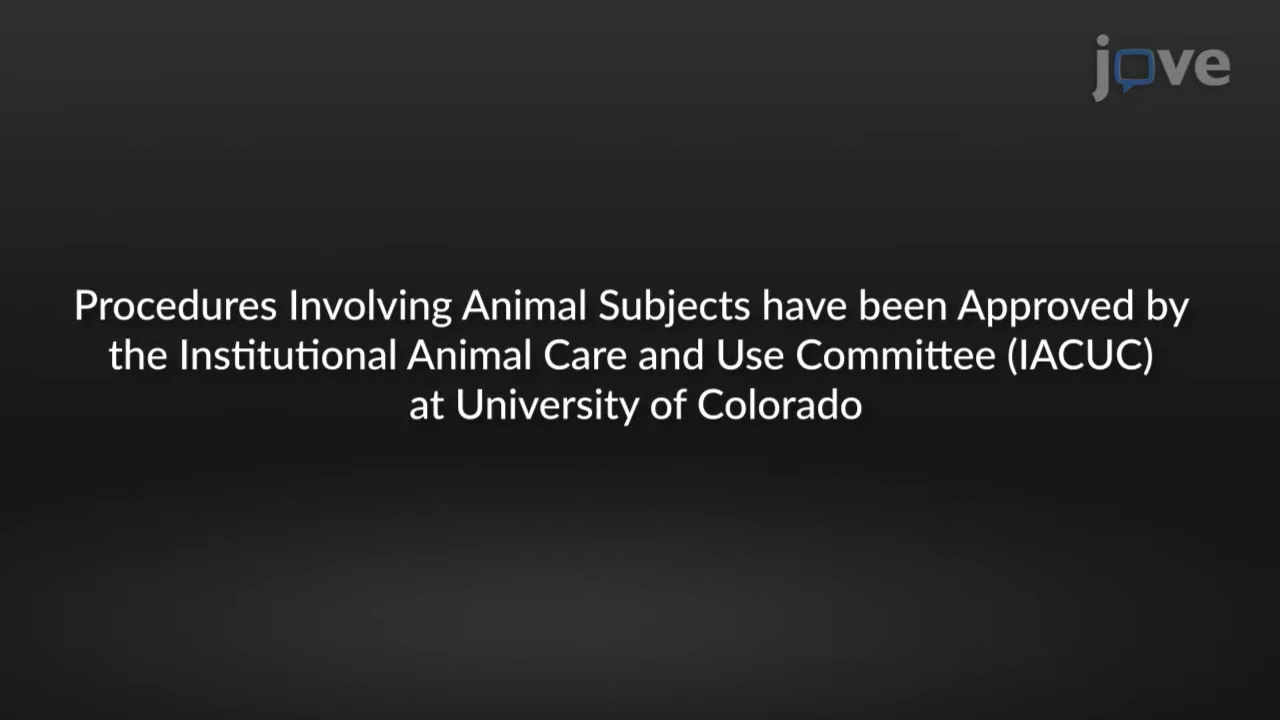 jove
Procedures Involving Animal Subjects have been Approved by
the Institutional Animal Care and Use Committee (IACUC)
at University of Colorado